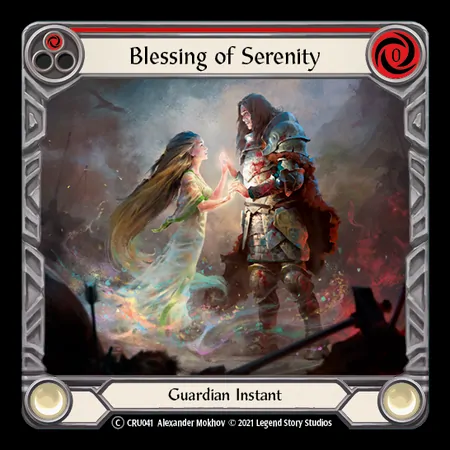 Blessing of Serenity
0
Guardian Instant
© CRU041 Alexander Mokhov © 2021 Legend Story Studios